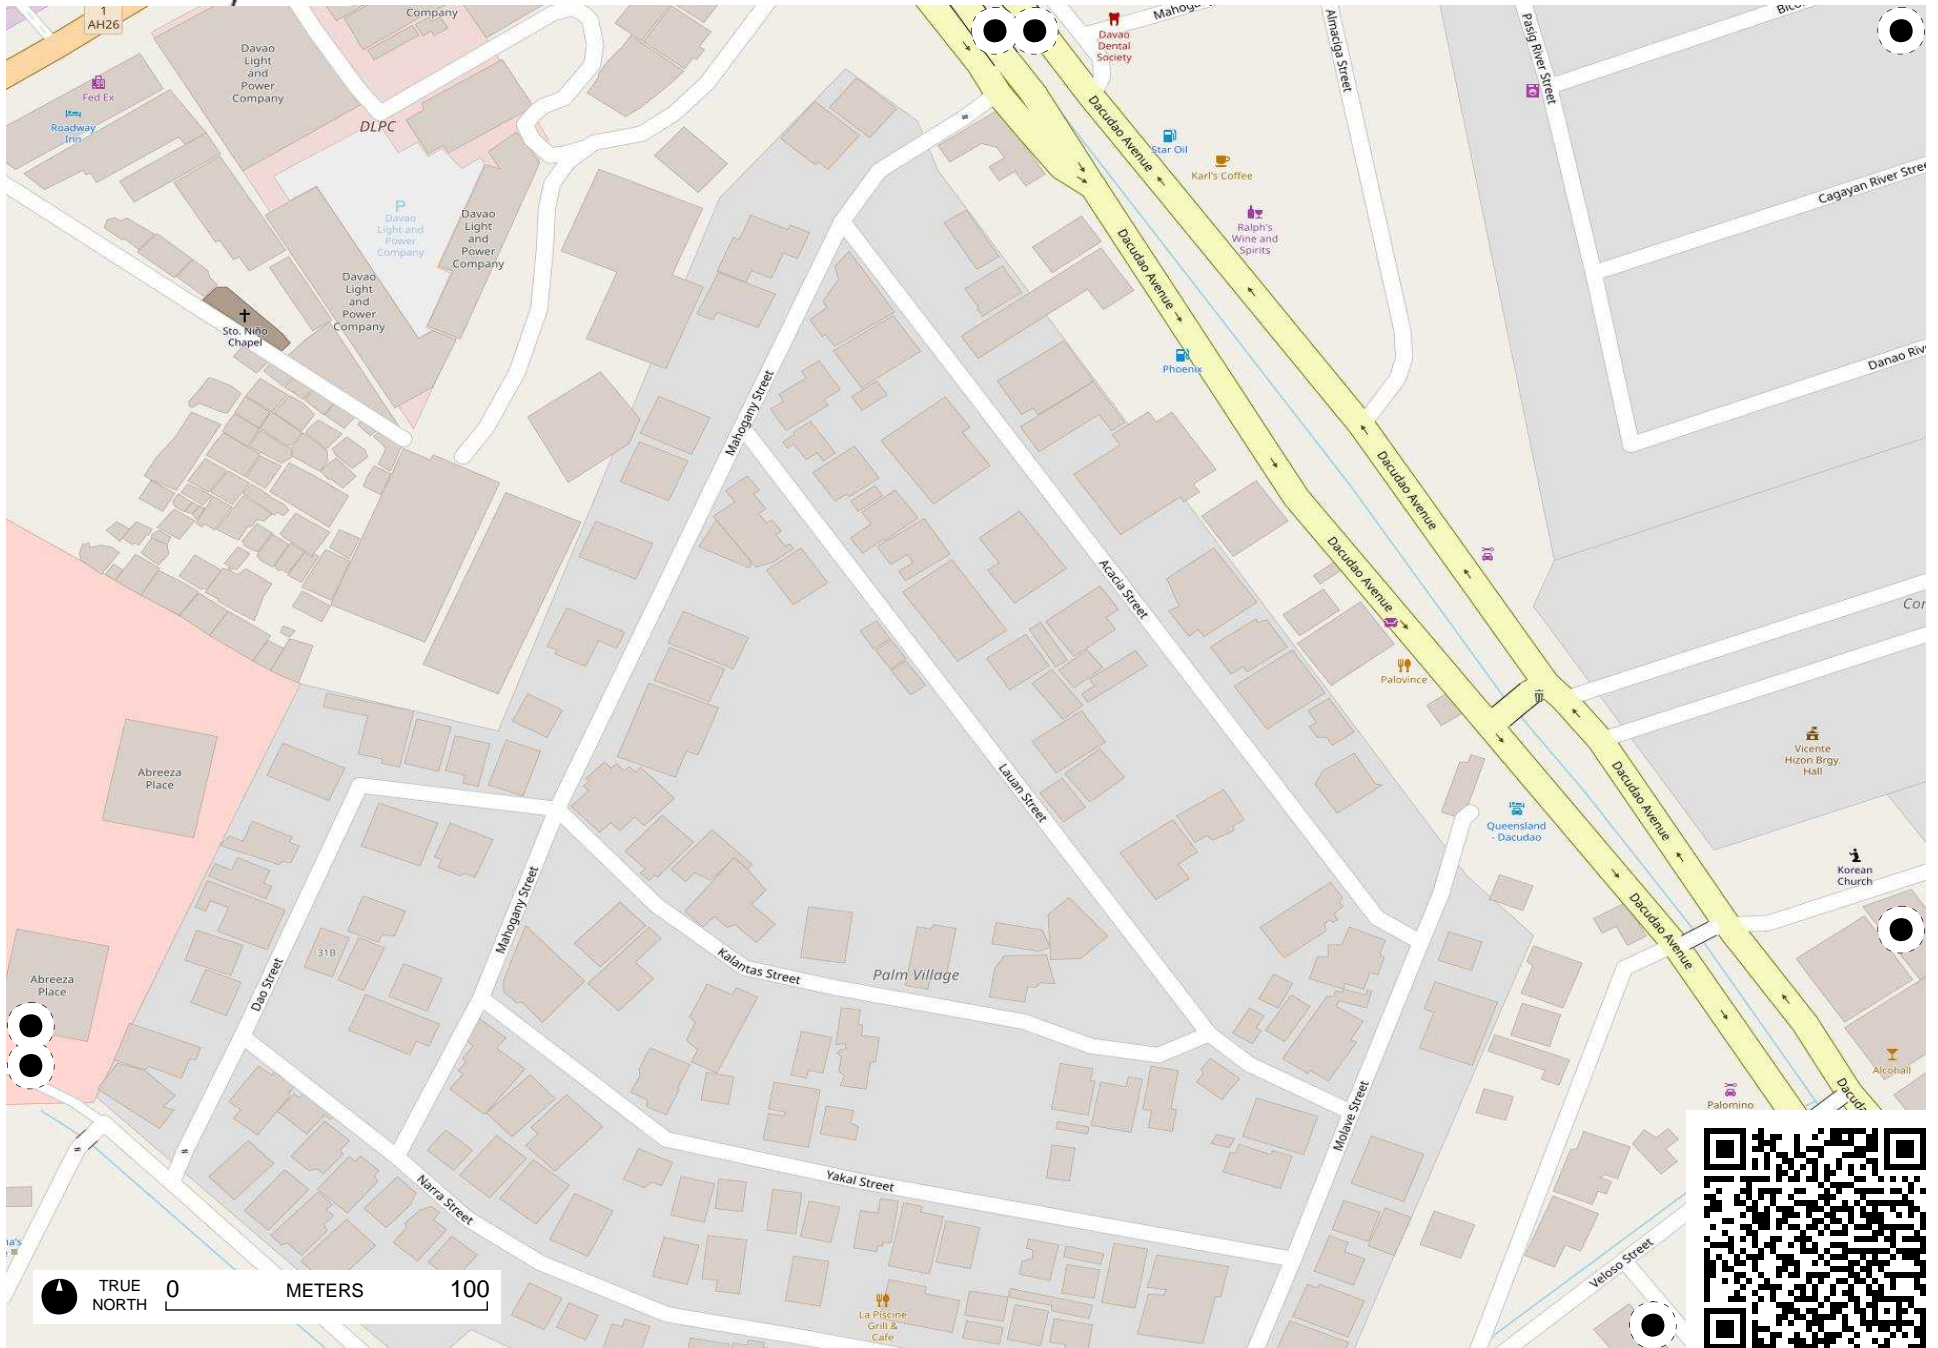 1
AH26
Company
Davao
Light
and
Power
Company
Fed Ex
Roadway
Inn
DLPC
Davao
Light and
Power
Company
Davao
Light
and
Power
Company
Davao
Light
and
Power
Company
Sto. Niño
Chapel
Davao
Dental
Society
Almaciga Street
Pasig River Street
Cagayan River
Danao
Dacudao Avenue
Star Oil
Karl's Coffee
Ralph's
Wine and
Spirits
Dacudao Avenue
Phoenix
Mahogany Street
Dacudao Avenue
Acacia Street
Dacudao Avenue
Palovince
Vicente
Hizon Brgy.
Hall
Abreeza
Place
Lauan Street
Dacudao Avenue
Queensland
- Dacudao
Korean
Church
Mahogany Street
Dacudao Avenue
31B
Kalantas Street
Palm Village
Dao Street
Abreeza
Place
Alcohall
Palomino
Molave Street
Yakal Street
Narra Street
Veloso Street
La Piscine
Grill &
Cafe
TRUE
NORTH
0 METERS 100